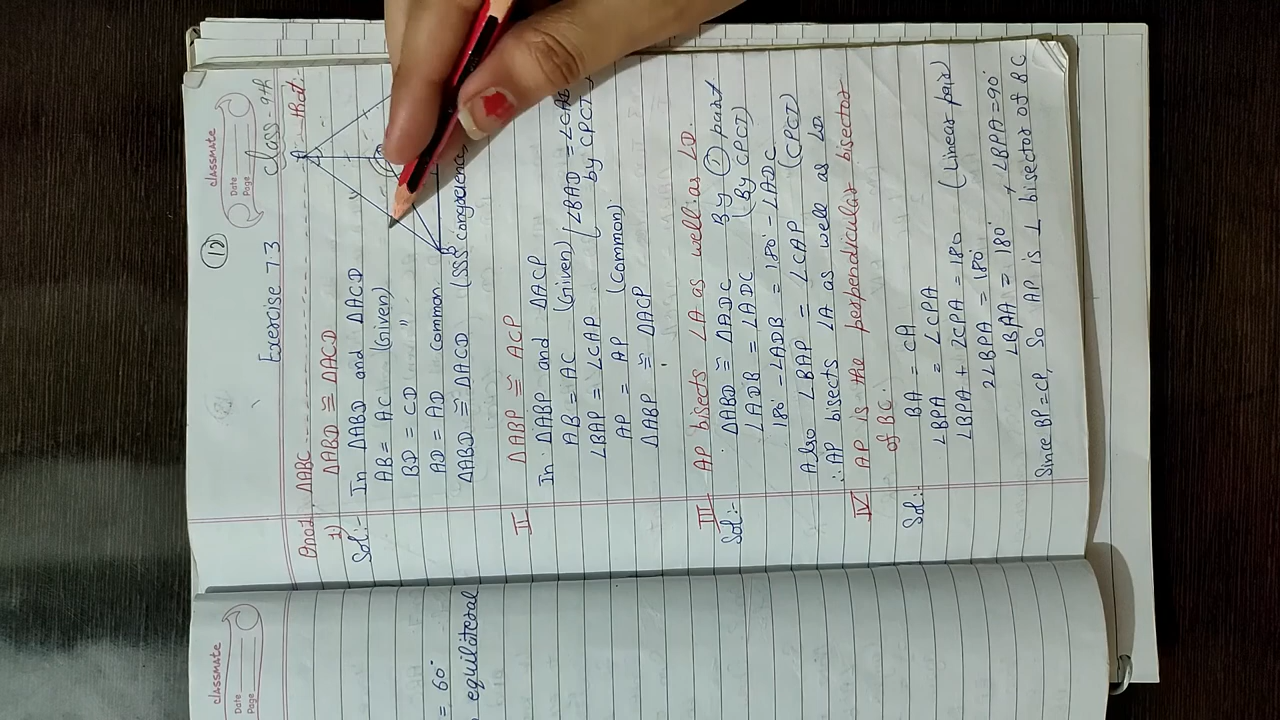 classmate
Date
Page
(12)
class-9th
Exercise 7.3
Que1. ΔABC ------------- that:
1) ΔABD ≅ ΔACD
Sol:- In ΔABD and ΔACD
AB = AC (Given)
BD = CD "
AD = AD common
ΔABD ≅ ΔACD (SSS congruence)
II ΔABP ≅ ACP
In ΔABP and ΔACP
AB = AC (Given) [∠BAD = ∠CAD
∠BAP = ∠CAP by CPCT]
AP = AP (Common)
ΔABP ≅ ΔACP
III AP bisects ∠A as well as ∠D.
Sol:- ΔABD ≅ ΔADC By (1) part
∠ADB = ∠ADC (By CPCT)
180° - ∠ADB = 180° - ∠ADC
Also ∠BAP = ∠CAP (CPCT)
∴ AP bisects ∠A as well as ∠D.
IV AP is the perpendicular bisector
of BC.
Sol:- BA = CA
∠BPA = ∠CPA
∠BPA + ∠CPA = 180 (Linear pair)
2∠BPA = 180°
∠BAA = 180°, ∠BPA = 90°
Since BP = CP, So AP is ⊥ bisector of BC
classmate
Date
Page
= 60°
equilateral